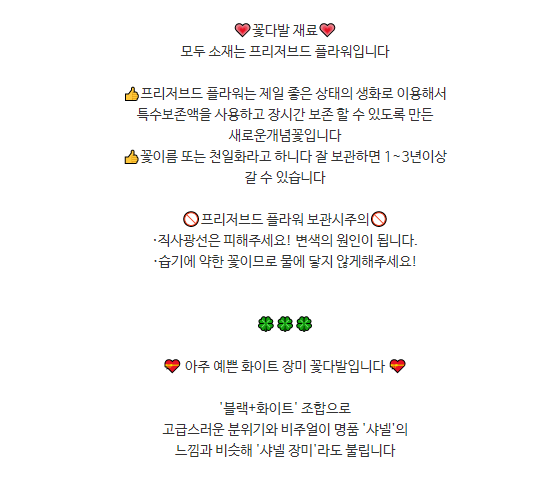 💗꽃다발 재료💗
모두 소재는 프리저브드 플라워입니다
👍프리저브드 플라워는 제일 좋은 상태의 생화로 이용해서
특수보존액을 사용하고 장시간 보존 할 수 있도록 만든
새로운개념꽃입니다
👍꽃이름 또는 천일화라고 하니다 잘 보관하면 1~3년이상
갈 수 있습니다
🚫프리저브드 플라워 보관시주의🚫
·직사광선은 피해주세요! 변색의 원인이 됩니다.
·습기에 약한 꽃이므로 물에 닿지 않게해주세요!
🍀🍀🍀
💝 아주 예쁜 화이트 장미 꽃다발입니다 💝
'블랙+화이트' 조합으로
고급스러운 분위기와 비주얼이 명품 '샤넬'의
느낌과 비슷해 '샤넬 장미'라도 불립니다